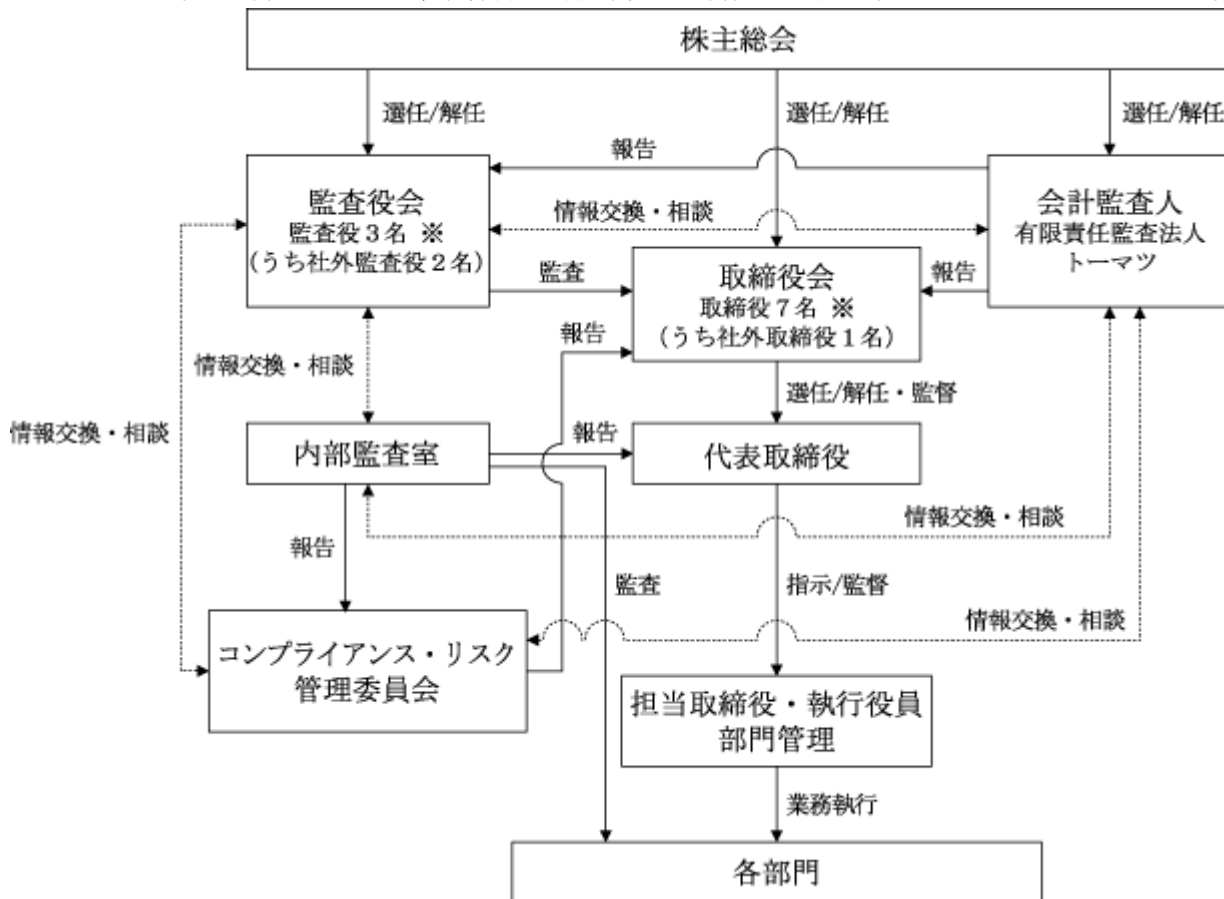 株主総会
選任/解任
選任/解任
選任/解任
報告
監査役会
監査役3名 ※
(うち社外監査役2名)
情報交換・相談
会計監査人
有限責任監査法人
トーマツ
監査
取締役会
取締役7名 ※
(うち社外取締役1名)
報告
報告
情報交換・相談
選任/解任・監督
情報交換・相談
内部監査室
報告
代表取締役
情報交換・相談
報告
監査
指示/監督
情報交換・相談
コンプライアンス・リスク
管理委員会
担当取締役・執行役員
部門管理
業務執行
各部門